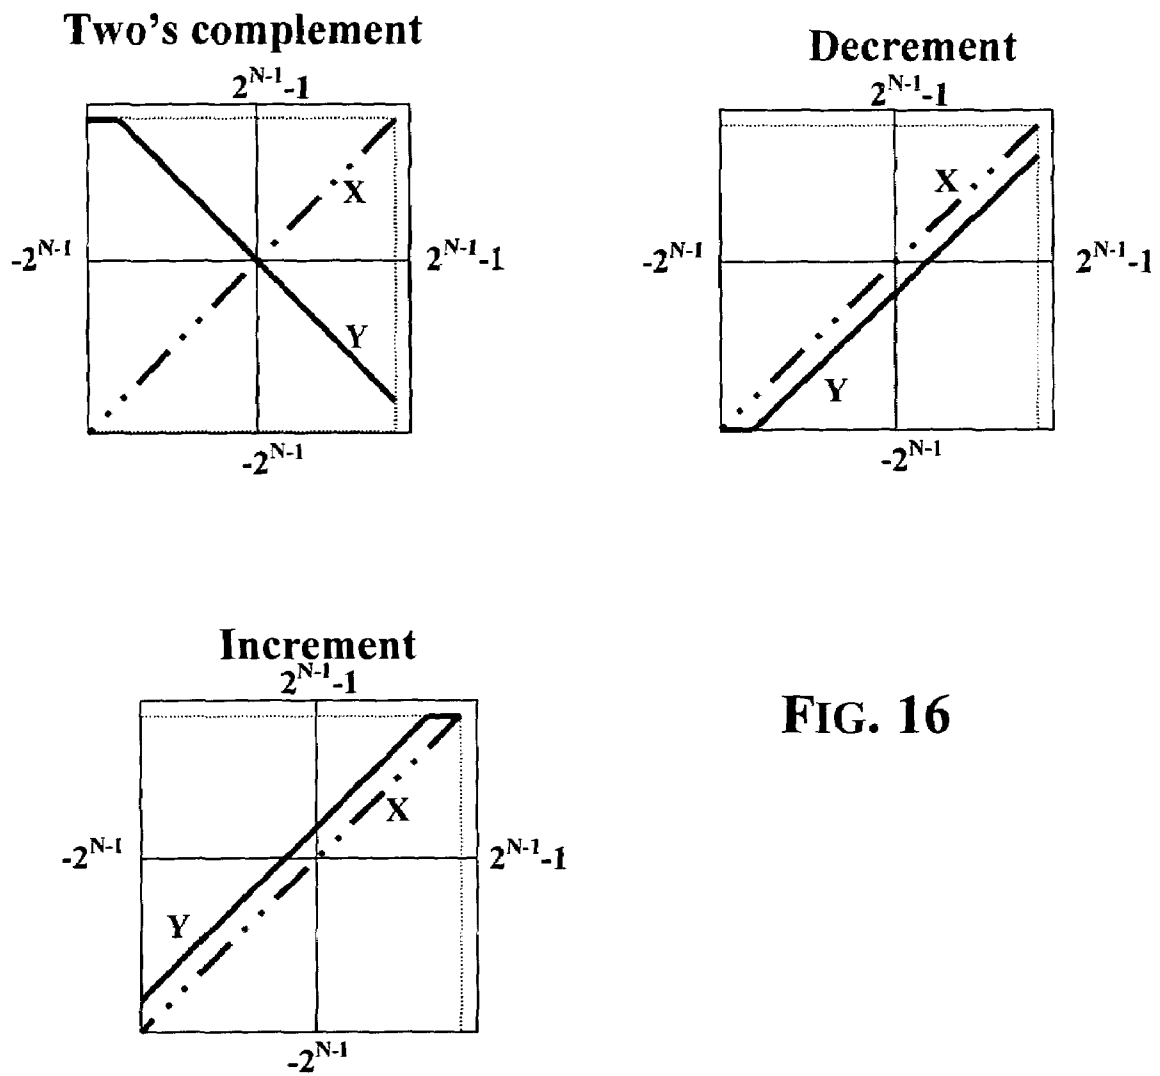 Two's complement
2^N-1-1
X
-2^N-1
2^N-1-1
Y
-2^N-1
Decrement
2^N-1-1
X
-2^N-1
2^N-1-1
Y
-2^N-1
Increment
2^N-1-1
X
-2^N-1
2^N-1-1
Y
-2^N-1
FIG. 16